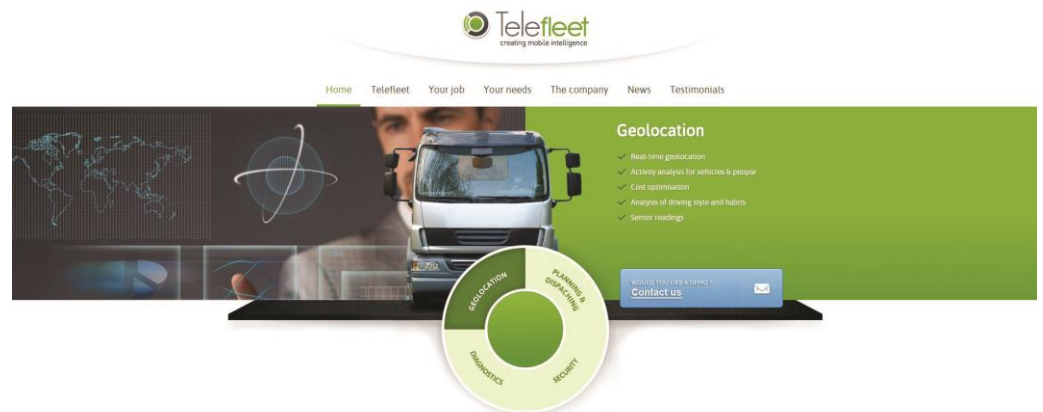 Telefleet
creating mobile intelligence
Home Telefleet Your job Your needs The company News Testimonials
Geolocation
Real-time geolocation
Activity analysis for vehicles & people
Cost optimisation
Analysis of driving style and habits
Sensor readings
WOULD YOU LIKE A DEMO ?
Contact us
GEOLOCATION
PLANNING &
DISPACHING
DIAGNOSTICS
SECURITY